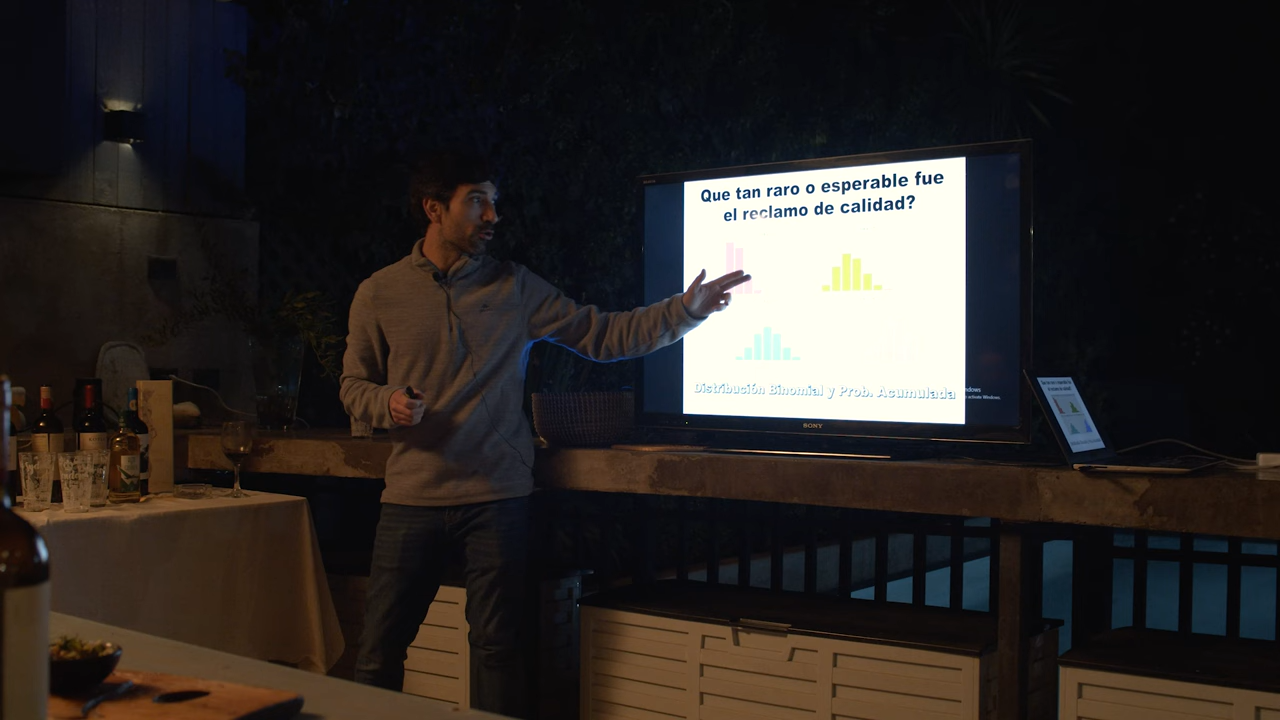 Que tan raro o esperable fue
el reclamo de calidad?
Distribución Binomial y Prob. Acumulada
SONY